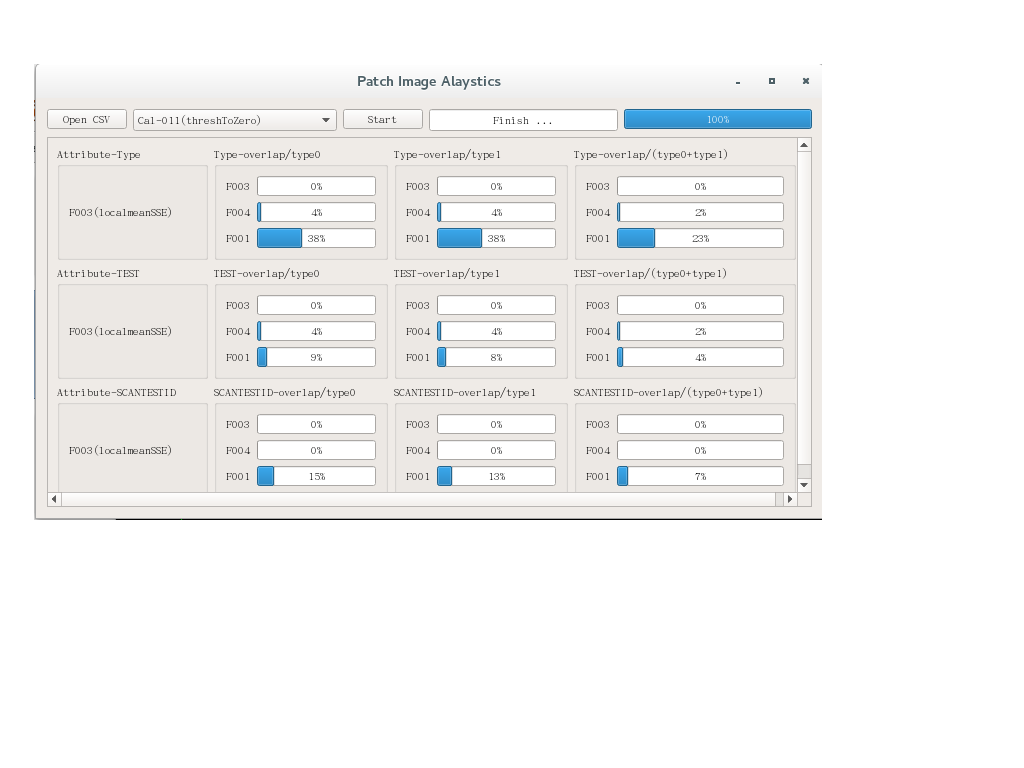 Patch Image Alaystics
Open CSV Cal-011(threshToZero) Start Finish ... 100%
Attribute-Type Type-overlap/type0 Type-overlap/type1 Type-overlap/(type0+type1)
F003 0% F003 0% F003 0%
F003(localmeanSSE) F004 4% F004 4% F004 2%
F001 38% F001 38% F001 23%
Attribute-TEST TEST-overlap/type0 TEST-overlap/type1 TEST-overlap/(type0+type1)
F003 0% F003 0% F003 0%
F003(localmeanSSE) F004 4% F004 4% F004 2%
F001 9% F001 8% F001 4%
Attribute-SCANTESTID SCANTESTID-overlap/type0 SCANTESTID-overlap/type1 SCANTESTID-overlap/(type0+type1)
F003 0% F003 0% F003 0%
F003(localmeanSSE) F004 0% F004 0% F004 0%
F001 15% F001 13% F001 7%